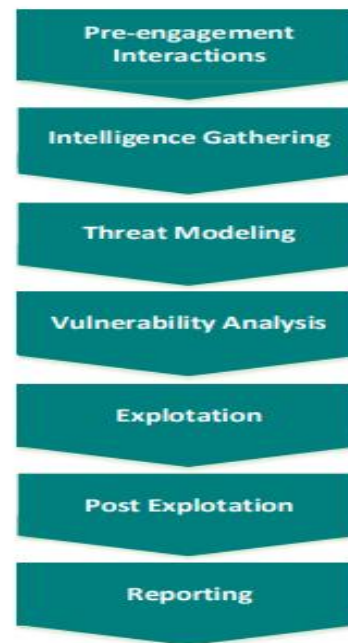 Pre-engagement
Interactions
Intelligence Gathering
Threat Modeling
Vulnerability Analysis
Explotation
Post Explotation
Reporting